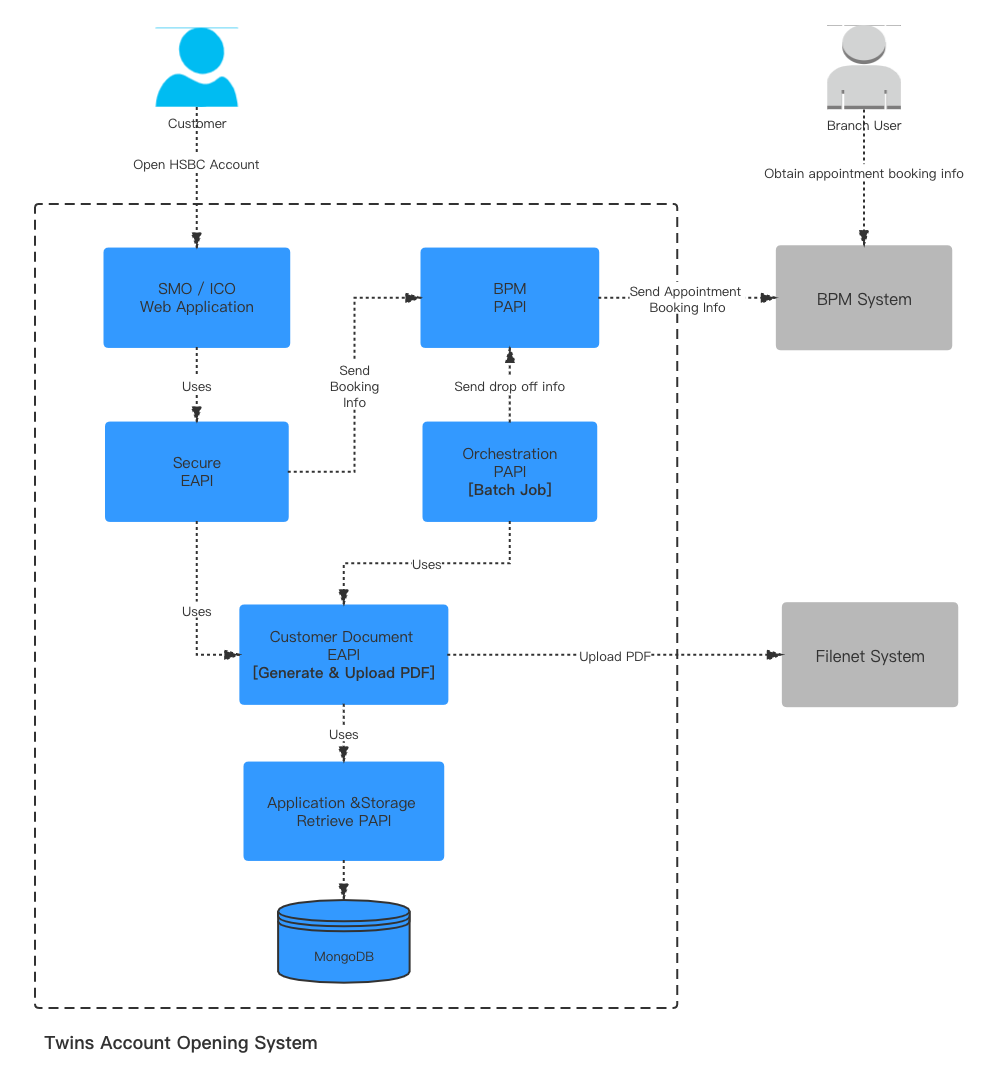 Customer
Branch User
Open HSBC Account
Obtain appointment booking info
SMO / ICO
Web Application
BPM
PAPI
Send Appointment
Booking Info
BPM System
Uses
Send
Booking
Info
Send drop off info
Secure
EAPI
Orchestration
PAPI
[Batch Job]
Uses
Uses
Customer Document
EAPI
[Generate & Upload PDF]
Upload PDF
Filenet System
Uses
Application &Storage
Retrieve PAPI
MongoDB
Twins Account Opening System